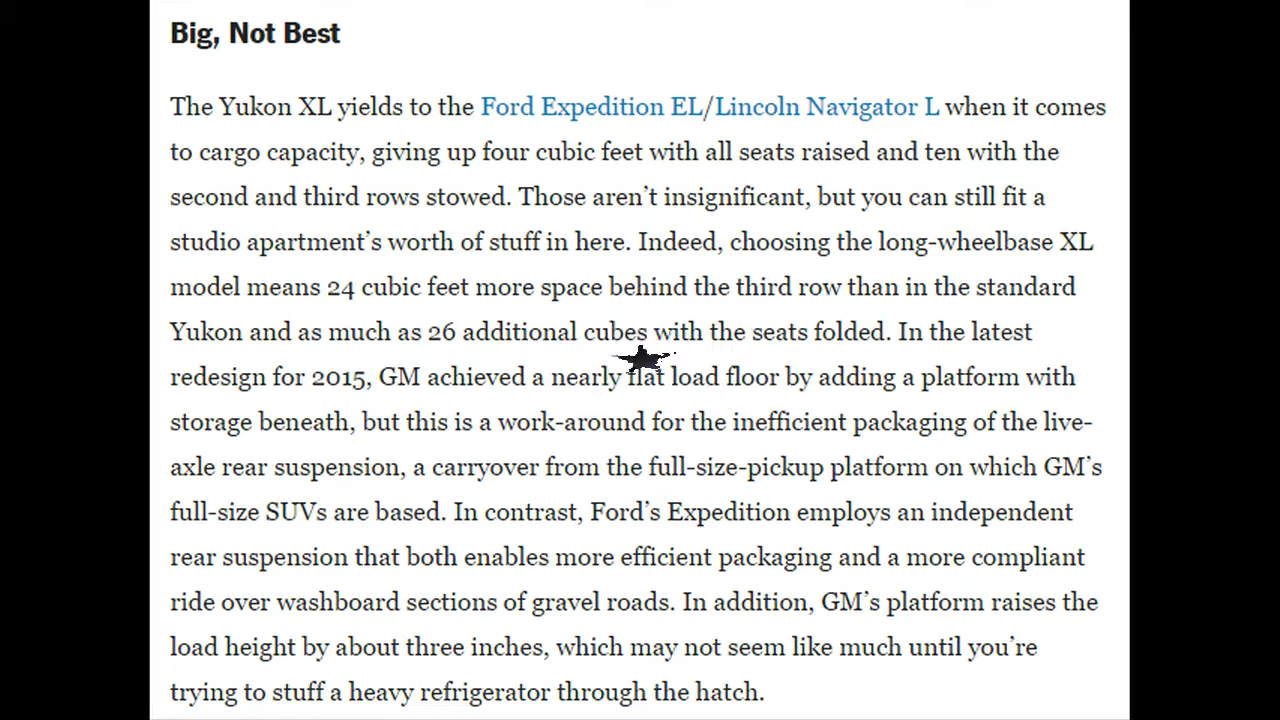 Big, Not Best
The Yukon XL yields to the Ford Expedition EL/Lincoln Navigator L when it comes
to cargo capacity, giving up four cubic feet with all seats raised and ten with the
second and third rows stowed. Those aren’t insignificant, but you can still fit a
studio apartment’s worth of stuff in here. Indeed, choosing the long-wheelbase XL
model means 24 cubic feet more space behind the third row than in the standard
Yukon and as much as 26 additional cubes with the seats folded. In the latest
redesign for 2015, GM achieved a nearly flat load floor by adding a platform with
storage beneath, but this is a work-around for the inefficient packaging of the live-
axle rear suspension, a carryover from the full-size-pickup platform on which GM’s
full-size SUVs are based. In contrast, Ford’s Expedition employs an independent
rear suspension that both enables more efficient packaging and a more compliant
ride over washboard sections of gravel roads. In addition, GM’s platform raises the
load height by about three inches, which may not seem like much until you’re
trying to stuff a heavy refrigerator through the hatch.